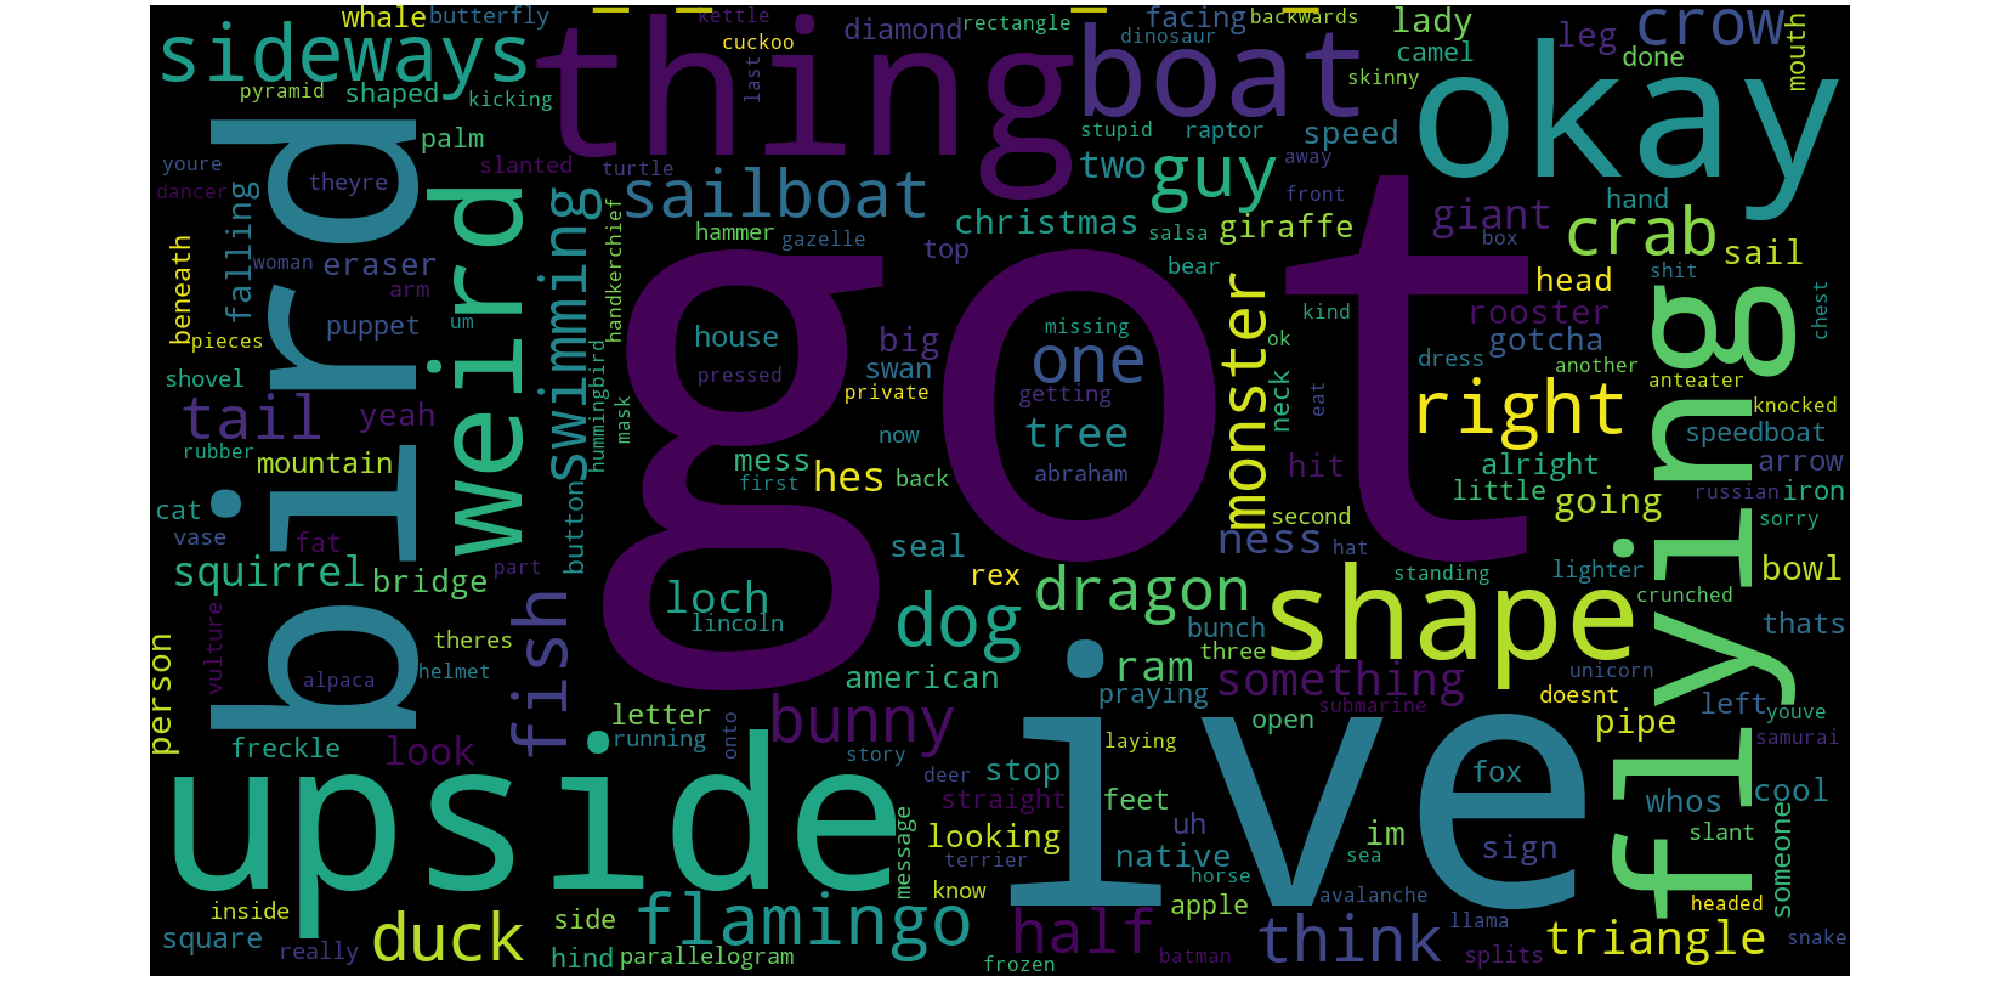 whale
butterfly
kettle
cuckoo
diamond
rectangle
facing
backwards
dinosaur
lady
camel
leg
done
crow
mouth
sideways
pyramid
shaped
kicking
thing
last
boat
skinny
okay
palm
slanted
turtle
stupid
raptor
speed
two
guy
away
front
youre
dancer
theyre
bird
weird
swimming
sailboat
hammer
gazelle
handkerchief
christmas
top
salsa
giraffe
bear
giant
box
hand
crab
sail
shit
chest
falling
beneath
woman
eraser
arm
puppet
um
pieces
shovel
tail
yeah
rubber
mountain
hummingbird
mask
button
got
house
pressed
big
swan
private
now
missing
one
getting
tree
abraham
monster
kind
ok
neck
eat
head
rooster
gotcha
dress
another
anteater
flying
right
knocked
speedboat
arrow
mess
first
hes
back
hit
alright
little
going
russian
iron
second
sorry
cat
vase
fat
squirrel
bridge
part
fish
loch
lincoln
seal
rex
ness
hat
dog
dragon
standing
lighter
bowl
shape
crunched
bunch
thats
vulture
theres
alpaca
helmet
person
american
ram
three
praying
something
submarine
unicorn
doesnt
left
youve
samurai
letter
running
onto
bunny
story
open
laying
pipe
freckle
look
upside
message
deer
stop
straight
feet
ive
fox
whos
cool
slant
someone
looking
terrier
know
uh
native
horse
im
sea
sign
avalanche
headed
inside
square
really
duck
side
hind
flamingo
parallelogram
frozen
half
apple
batman
think
llama
splits
triangle
snake